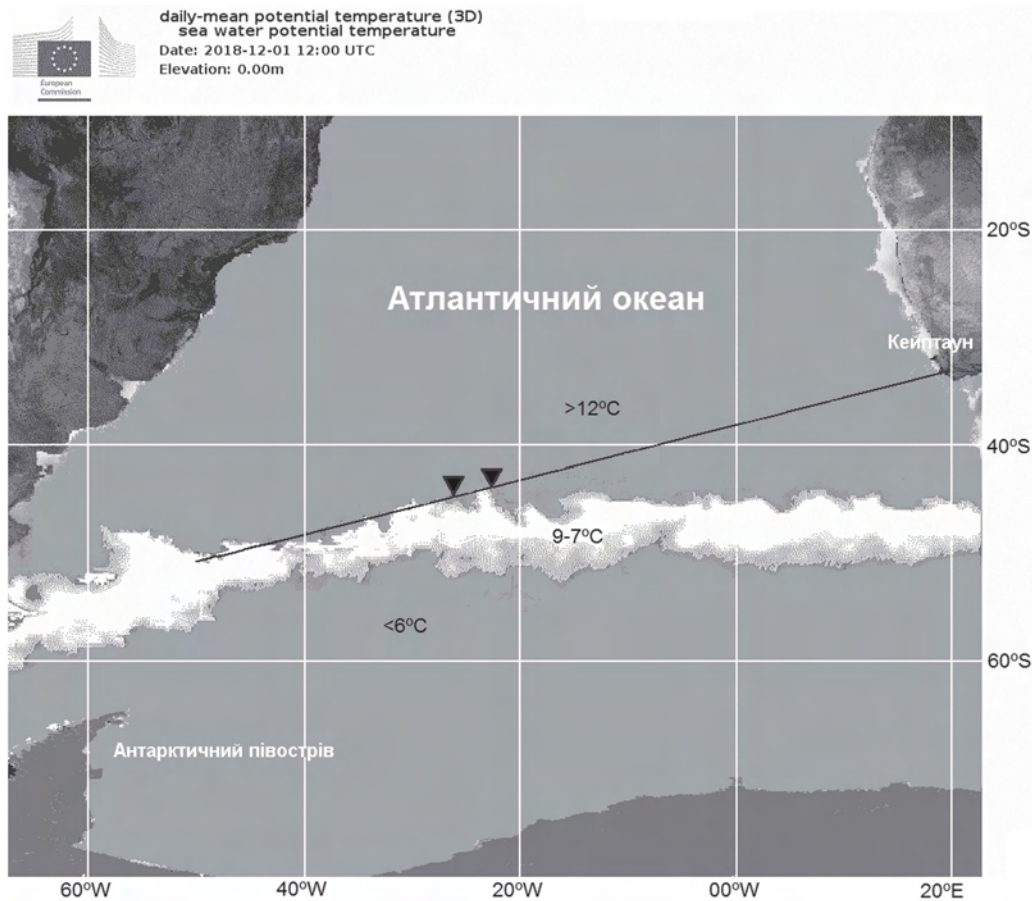 daily-mean potential temperature (3D)
sea water potential temperature
Date: 2018-12-01 12:00 UTC
Elevation: 0.00m
European
Commission
20ºS
Атлантичний океан
Кейптаун
>12ºC
40ºS
9-7ºC
<6ºC
60ºS
Антарктичний півострів
60ºW
40ºW
20ºW
00ºW
20ºE